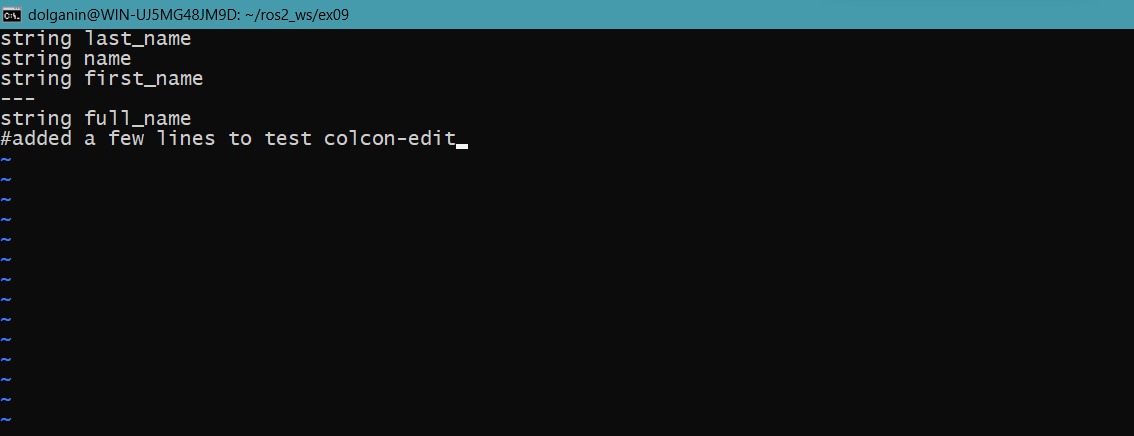 dolganin@WIN-UJ5MG48JM9D: ~/ros2_ws/ex09
string last_name
string name
string first_name
---
string full_name
#added a few lines to test colcon-edit
~
~
~
~
~
~
~
~
~
~
~
~
~
~